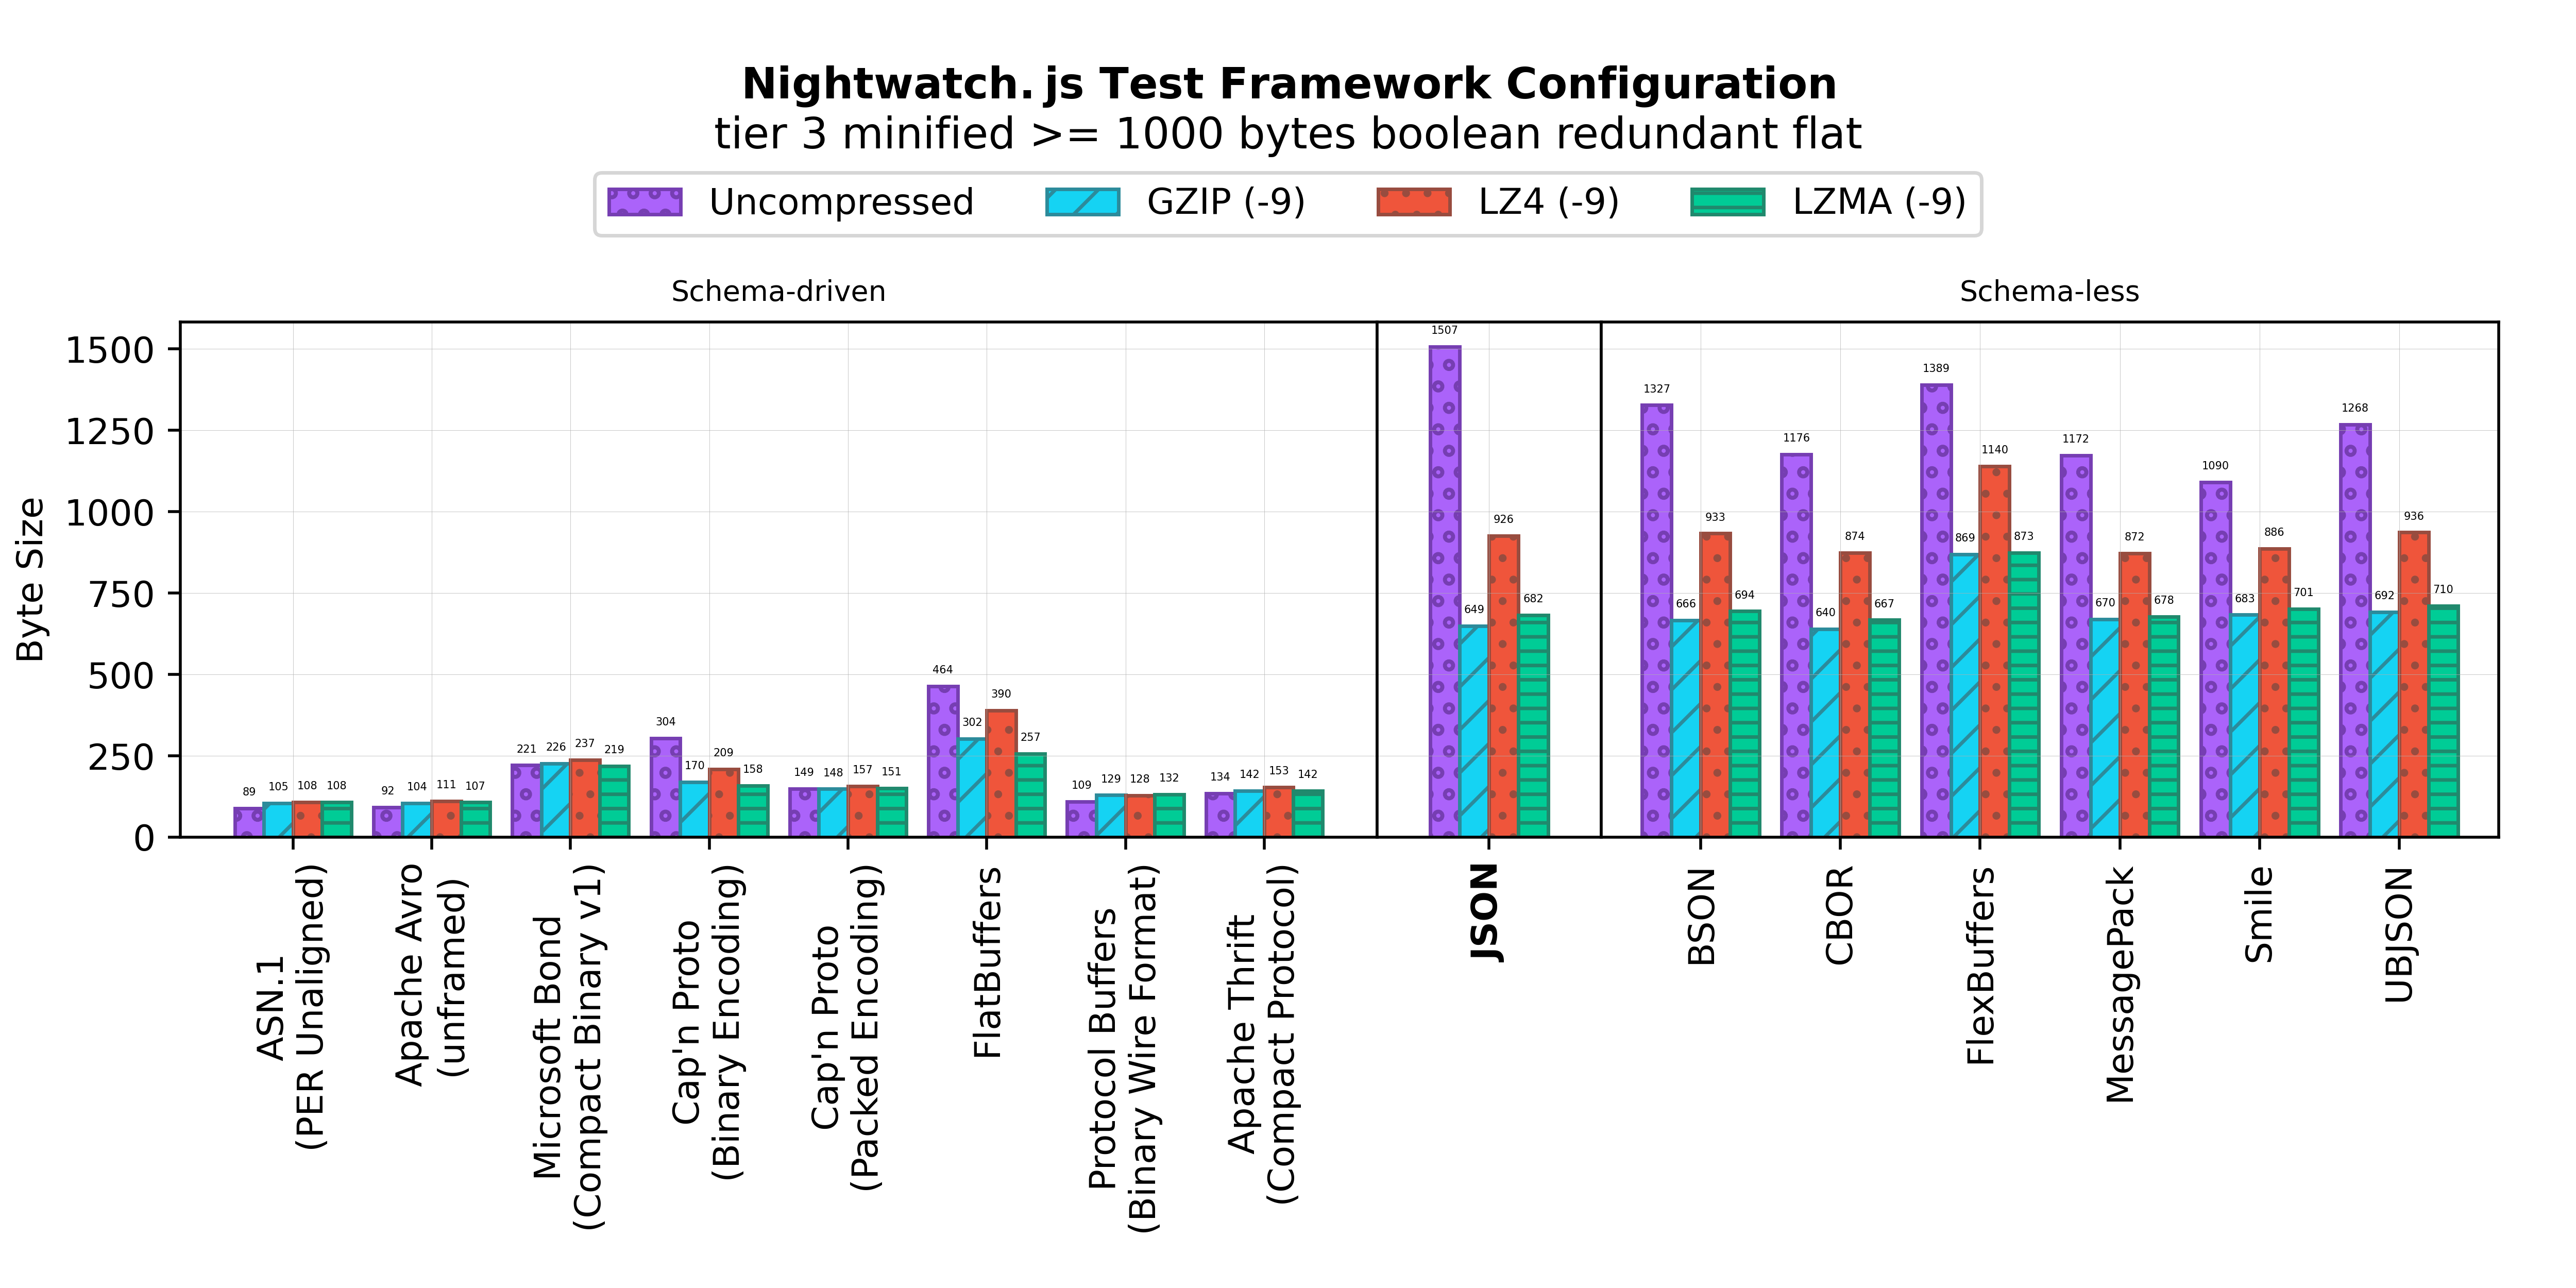 Nightwatch.js Test Framework Configuration
tier 3 minified >= 1000 bytes boolean redundant flat
Uncompressed GZIP (-9) LZ4 (-9) LZMA (-9)
Schema-driven Schema-less
Byte Size
1500
1250
1000
750
500
250
0
89 105 108 108
92 104 111 107
221 226 237 219
304 170 209 158
149 148 157 151
464 302 390 257
109 129 128 132
134 142 153 142
1507 649 926 682
1327 666 933 694
1176 640 874 667
1389 869 1140 873
1172 670 872 678
1090 683 886 701
1268 692 936 710
ASN.1
(PER Unaligned)
Apache Avro
(unframed)
Microsoft Bond
(Compact Binary v1)
Cap'n Proto
(Binary Encoding)
Cap'n Proto
(Packed Encoding)
FlatBuffers
Protocol Buffers
(Binary Wire Format)
Apache Thrift
(Compact Protocol)
JSON
BSON
CBOR
FlexBuffers
MessagePack
Smile
UBJSON